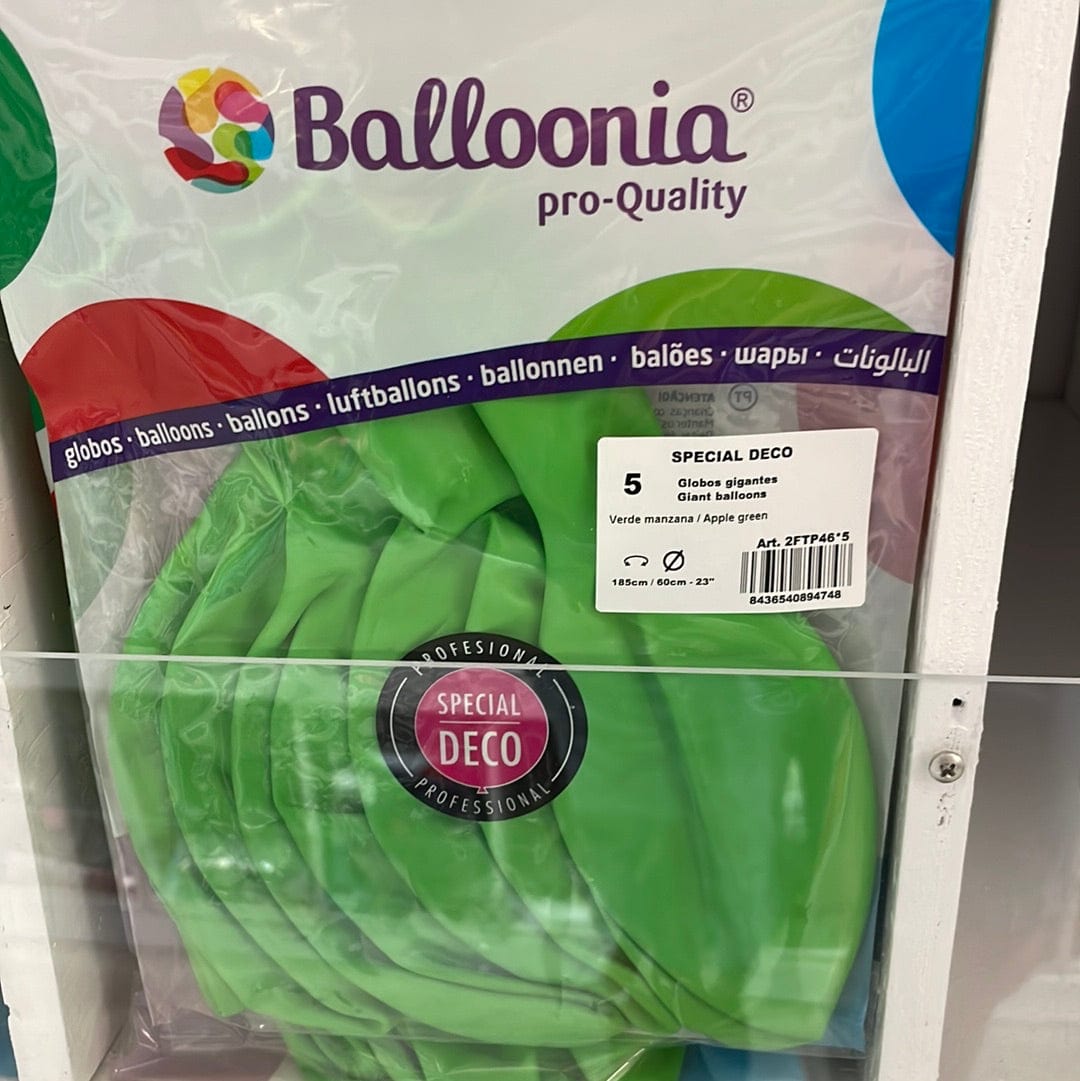 Balloonia®
pro-Quality
globos · balloons · ballons · luftballons · ballonnen · balões · шары · البالونات
PT
SPECIAL DECO
5
Globos gigantes
Giant balloons
Verde manzana / Apple green
Art. 2FTP46*5
185cm / 60cm - 23"
8436540894748
PROFESIONAL
SPECIAL
DECO
PROFESSIONAL